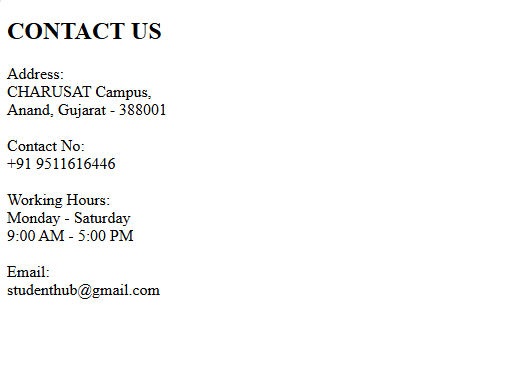 CONTACT US
Address:
CHARUSAT Campus,
Anand, Gujarat - 388001
Contact No:
+91 9511616446
Working Hours:
Monday - Saturday
9:00 AM - 5:00 PM
Email:
studenthub@gmail.com